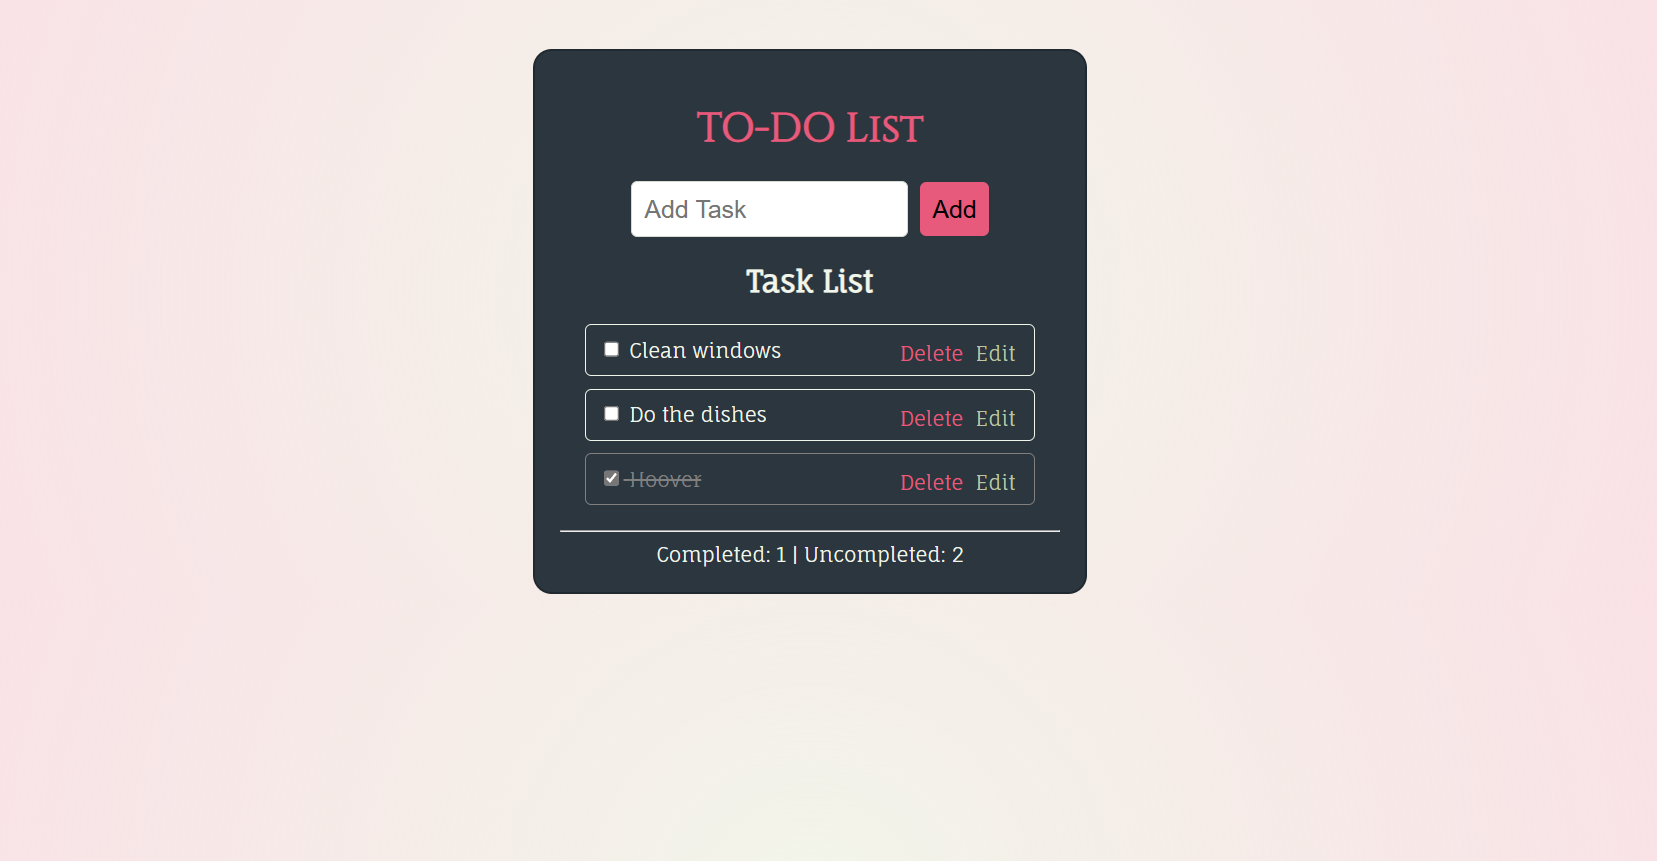 TO-DO List
Add Task Add
Task List
Clean windows Delete Edit
Do the dishes Delete Edit
Hoover Delete Edit
Completed: 1 | Uncompleted: 2